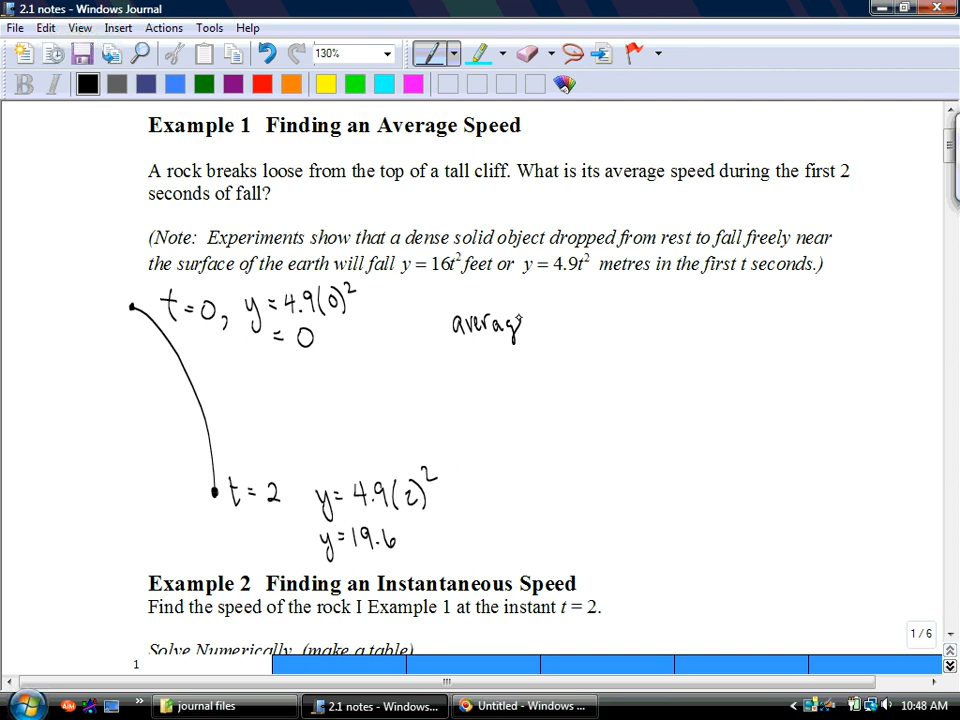 2.1 notes - Windows Journal
File Edit View Insert Actions Tools Help
130%
B I
Example 1 Finding an Average Speed
A rock breaks loose from the top of a tall cliff. What is its average speed during the first 2
seconds of fall?
(Note: Experiments show that a dense solid object dropped from rest to fall freely near
the surface of the earth will fall y = 16t² feet or y = 4.9t² metres in the first t seconds.)
t = 0, y = 4.9(0)²
= 0
averag
t = 2 y = 4.9(2)²
y = 19.6
Example 2 Finding an Instantaneous Speed
Find the speed of the rock I Example 1 at the instant t = 2.
1 / 6
Solve Numerically (make a table)
1
journal files 2.1 notes - Windows... Untitled - Windows ... 10:48 AM